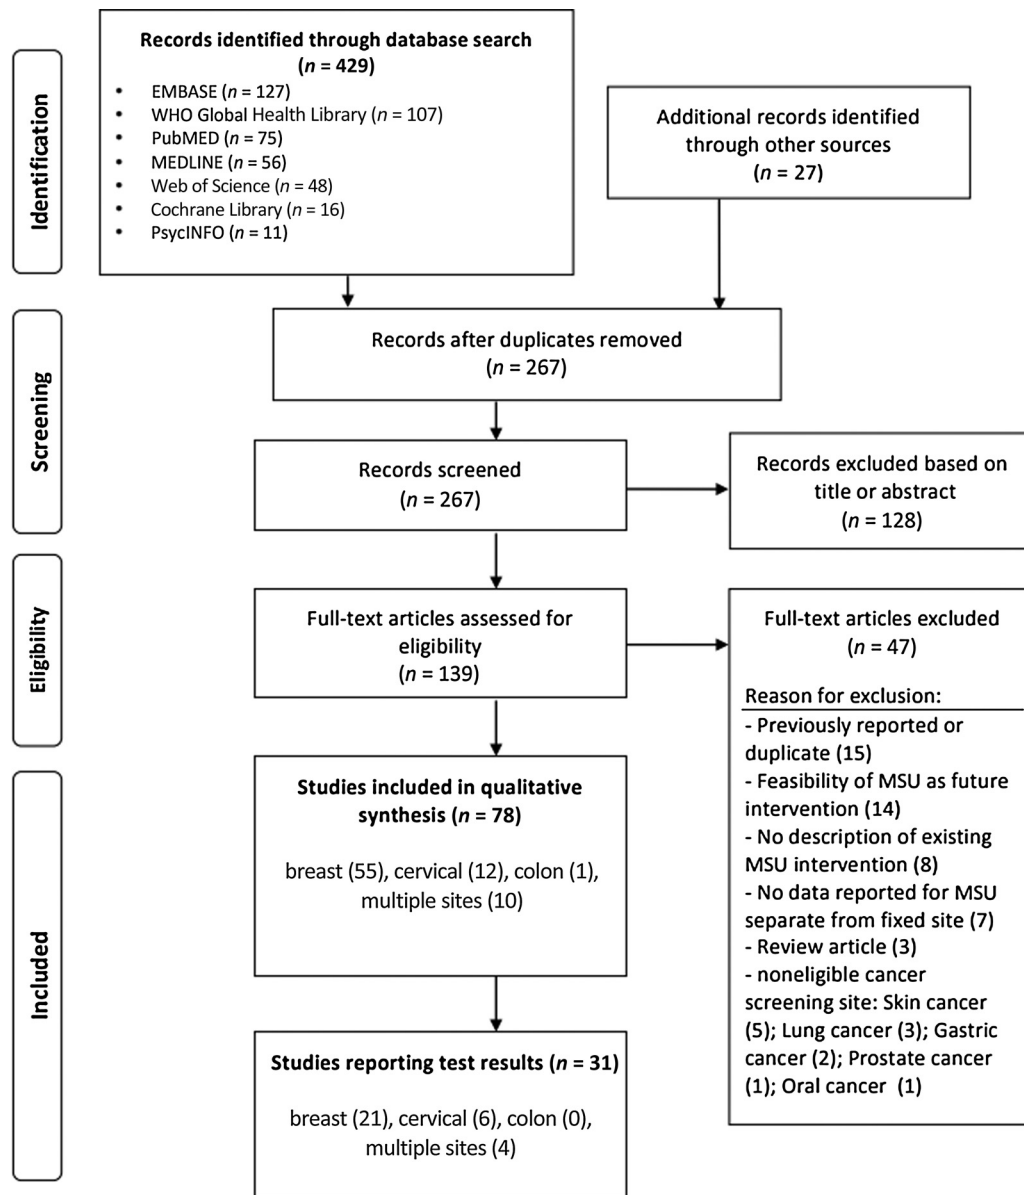 Identification
Records identified through database search
(n = 429)
• EMBASE (n = 127)
• WHO Global Health Library (n = 107)
• PubMED (n = 75)
• MEDLINE (n = 56)
• Web of Science (n = 48)
• Cochrane Library (n = 16)
• PsycINFO (n = 11)
Additional records identified
through other sources
(n = 27)
Screening
Records after duplicates removed
(n = 267)
Records screened
(n = 267)
Records excluded based on
title or abstract
(n = 128)
Eligibility
Full-text articles assessed for
eligibility
(n = 139)
Full-text articles excluded
(n = 47)
Reason for exclusion:
- Previously reported or
duplicate (15)
- Feasibility of MSU as future
intervention (14)
- No description of existing
MSU intervention (8)
- No data reported for MSU
separate from fixed site (7)
- Review article (3)
- noneligible cancer
screening site: Skin cancer
(5); Lung cancer (3); Gastric
cancer (2); Prostate cancer
(1); Oral cancer (1)
Included
Studies included in qualitative
synthesis (n = 78)
breast (55), cervical (12), colon (1),
multiple sites (10)
Studies reporting test results (n = 31)
breast (21), cervical (6), colon (0),
multiple sites (4)